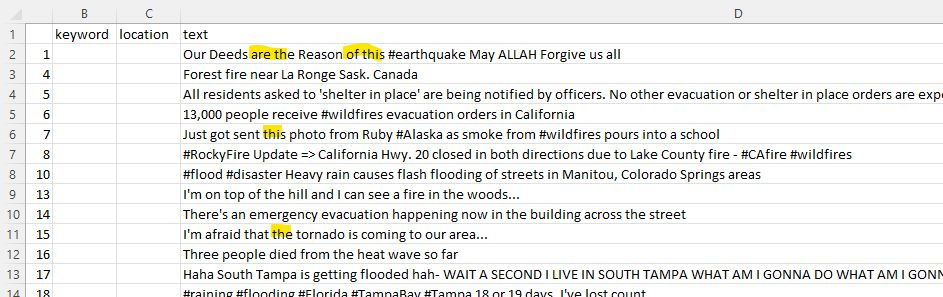 B C D
1 keyword location text
2 1 Our Deeds are the Reason of this #earthquake May ALLAH Forgive us all
3 4 Forest fire near La Ronge Sask. Canada
4 5 All residents asked to 'shelter in place' are being notified by officers. No other evacuation or shelter in place orders are expe
5 6 13,000 people receive #wildfires evacuation orders in California
6 7 Just got sent this photo from Ruby #Alaska as smoke from #wildfires pours into a school
7 8 #RockyFire Update => California Hwy. 20 closed in both directions due to Lake County fire - #CAfire #wildfires
8 10 #flood #disaster Heavy rain causes flash flooding of streets in Manitou, Colorado Springs areas
9 13 I'm on top of the hill and I can see a fire in the woods...
10 14 There's an emergency evacuation happening now in the building across the street
11 15 I'm afraid that the tornado is coming to our area...
12 16 Three people died from the heat wave so far
13 17 Haha South Tampa is getting flooded hah- WAIT A SECOND I LIVE IN SOUTH TAMPA WHAT AM I GONNA DO WHAT AM I GONN
14 18 #raining #flooding #Florida #TampaBay #Tampa 18 or 19 days. I've lost count